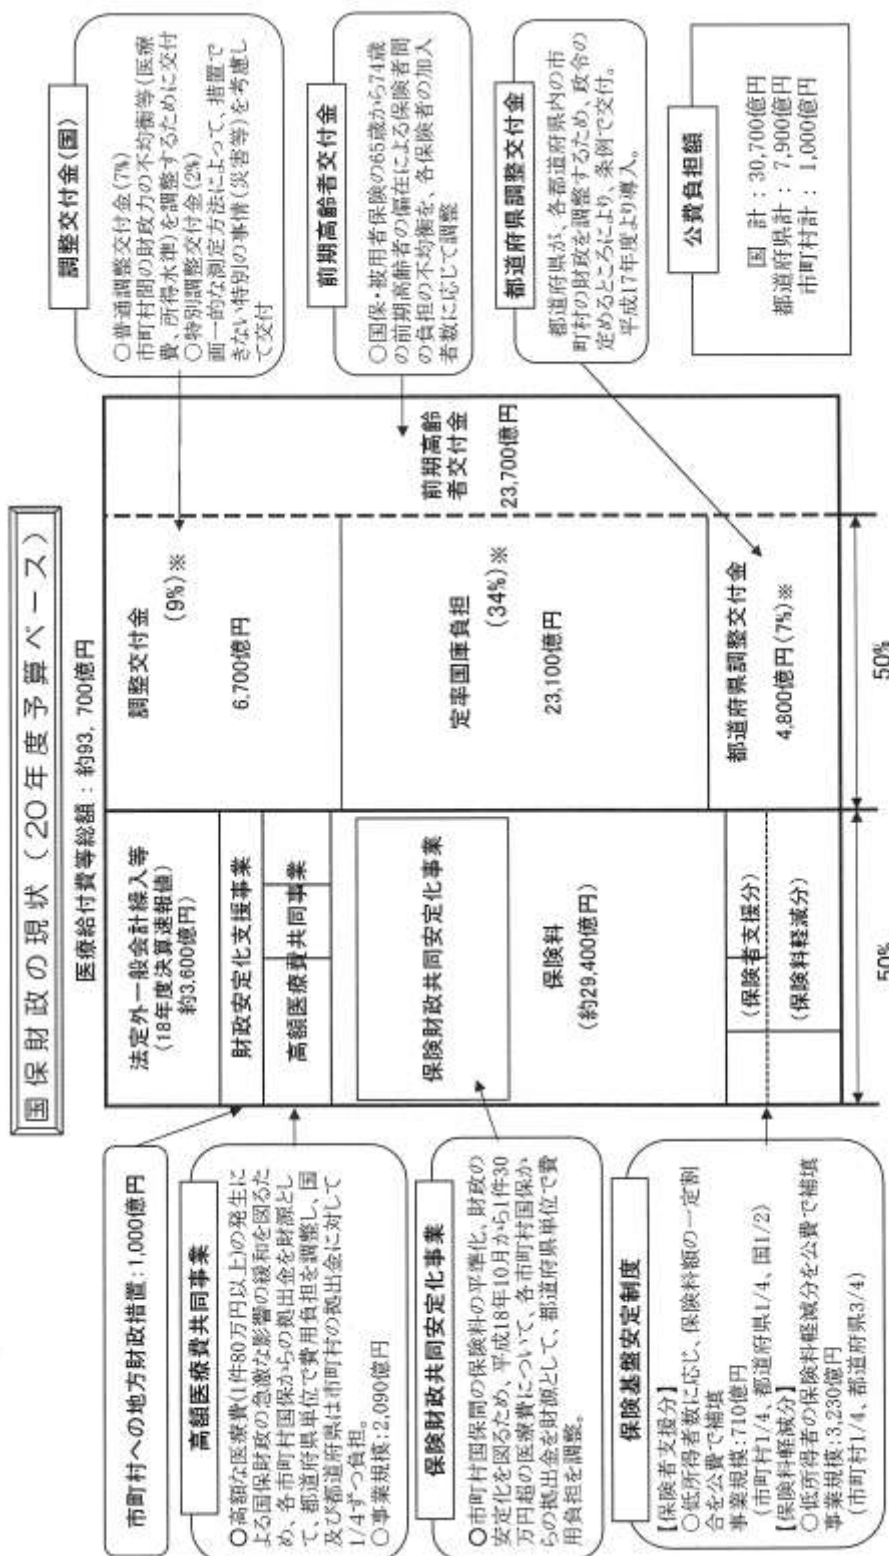 国保財政の現状（20年度予算ベース）
医療給付費等総額：約93,700億円
市町村への地方財政措置：1,000億円
高額医療費共同事業
○高額な医療費(1件80万円以上)の発生に
よる国保財政の急激な影響の緩和を図るた
め、各市町村国保からの拠出金を財源とし
て、都道府県単位で費用負担を調整し、国
及び都道府県は市町村の拠出金に対して
1/4ずつ負担。
○事業規模：2,090億円
保険財政共同安定化事業
○市町村国保間の保険料の平準化、財政の
安定化を図るため、平成18年10月から1件30
万円超の医療費について、各市町村国保か
らの拠出金を財源として、都道府県単位で費
用負担を調整。
保険基盤安定制度
【保険者支援分】
○低所得者数に応じ、保険料額の一定割
合を公費で補填
事業規模：710億円
(市町村1/4、都道府県1/4、国1/2)
【保険料軽減分】
○低所得者の保険料軽減分を公費で補填
事業規模：3,230億円
(市町村1/4、都道府県3/4)
法定外一般会計繰入等
(18年度決算速報値)
約3,600億円)
財政安定化支援事業
高額医療費共同事業
保険財政共同安定化事業
保険料
(約29,400億円)
(保険者支援分)
(保険料軽減分)
50%
調整交付金
(9%)※
6,700億円
定率国庫負担
(34%)※
23,100億円
都道府県調整交付金
4,800億円(7%)※
50%
前期高齢
者交付金
23,700億円
調整交付金(国)
○普通調整交付金(7%)
市町村間の財政力の不均衡等(医療
費、所得水準)を調整するために交付
○特別調整交付金(2%)
画一的な測定方法によって、措置で
きない特別の事情(災害等)を考慮し
て交付
前期高齢者交付金
○国保・被用者保険の65歳から74歳
の前期高齢者の偏在による保険者間
の負担の不均衡を、各保険者の加入
者数に応じて調整
都道府県調整交付金
都道府県が、各都道府県内の市
町村の財政を調整するため、政令の
定めるところにより、条例で交付。
平成17年度より導入。
公費負担額
国 計：30,700億円
都道府県計：7,900億円
市町村計：1,000億円